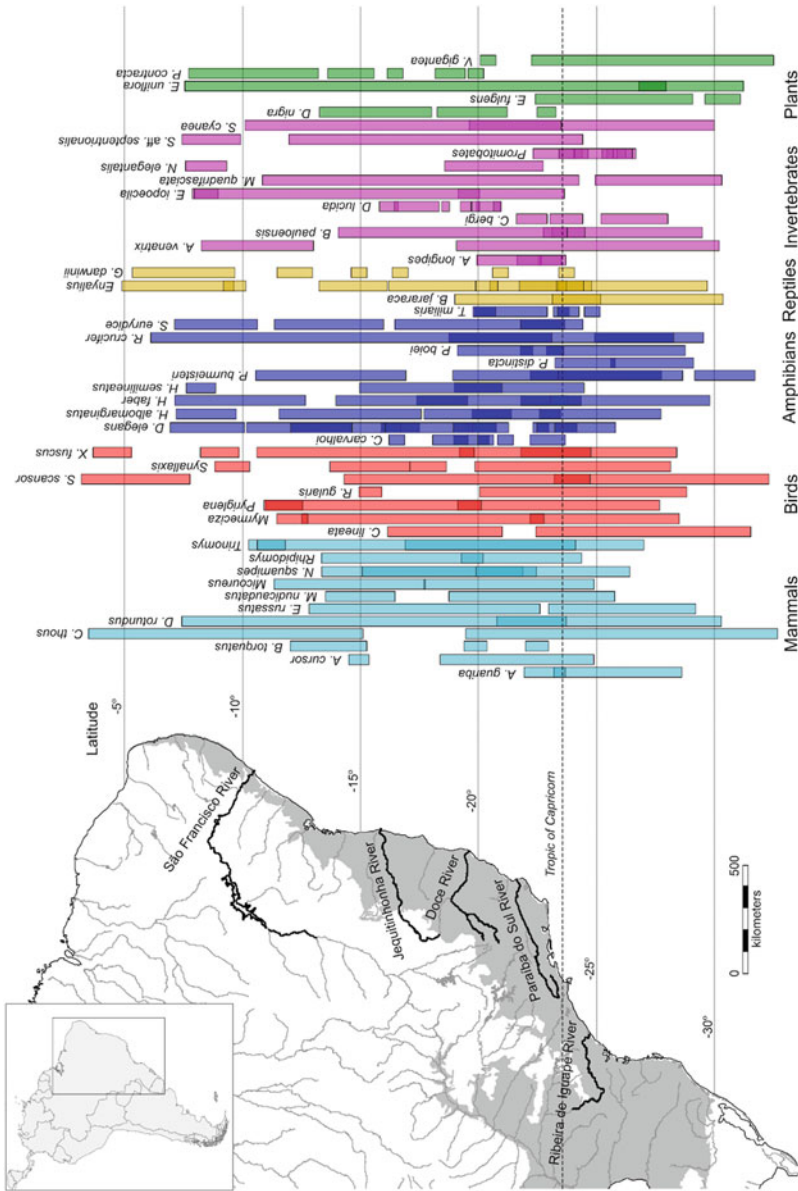 Latitude
-5°
-10°
-15°
-20°
-25°
-30°
São Francisco River
Jequitinhonha River
Doce River
Paraíba do Sul River
Ribeira de Iguape River
Tropic of Capricorn
0 500
kilometers
A. guariba
A. cursor
B. torquatus
C. thous
D. rotundus
E. russatus
M. nudicaudatus
Micoureus
N. squamipes
Rhipidomys
Trinomys
C. lineata
Myrmeciza
Pyriglena
R. gularis
S. scansor
Synallaxis
X. fuscus
C. carvalhoi
D. elegans
H. albomarginatus
H. faber
H. semilineatus
P. burmeisteri
P. distincta
P. boiei
R. crucifer
S. eurydice
T. miliaris
B. jararaca
Enyalius
G. darwinii
A. longipes
A. venatrix
B. pauloensis
C. bergi
D. lucida
E. iopoecila
M. quadrifasciata
N. elegantalis
Promitobates
S. aff. septentrionalis
S. cyanea
D. nigra
E. fulgens
E. uniflora
P. contracta
V. gigantea
Mammals
Birds
Amphibians
Reptiles
Invertebrates
Plants